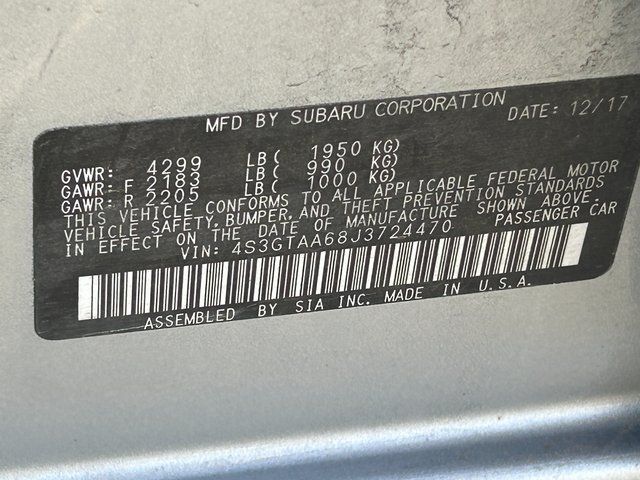 MFD BY SUBARU CORPORATION DATE: 12/17
GVWR: 4299 LB( 1950 KG)
GAWR: F 2183 LB( 990 KG)
GAWR: R 2205 LB( 1000 KG)
THIS VEHICLE CONFORMS TO ALL APPLICABLE FEDERAL MOTOR
VEHICLE SAFETY, BUMPER, AND THEFT PREVENTION STANDARDS
IN EFFECT ON THE DATE OF MANUFACTURE SHOWN ABOVE.
VIN: 4S3GTAA68J3724470 PASSENGER CAR
ASSEMBLED BY SIA INC. MADE IN U.S.A.